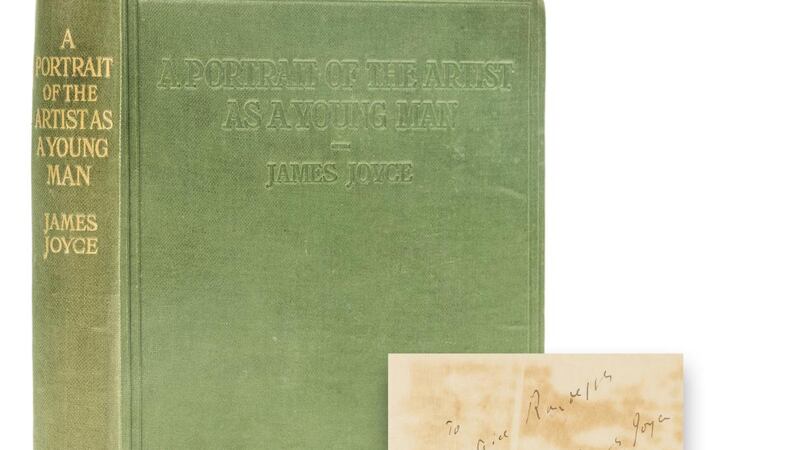 A
PORTRAIT
OF THE
ARTIST AS
A YOUNG
MAN
JAMES
JOYCE
A PORTRAIT OF THE ARTIST
AS A YOUNG MAN
JAMES JOYCE
To
Randolph
Joyce